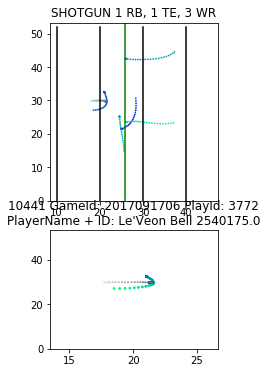 SHOTGUN 1 RB, 1 TE, 3 WR
50
40
30
20
10
0
10 20 30 40
10441 GameId: 2017091706 PlayId: 3772
PlayerName + ID: Le'Veon Bell 2540175.0
40
20
0
15 20 25